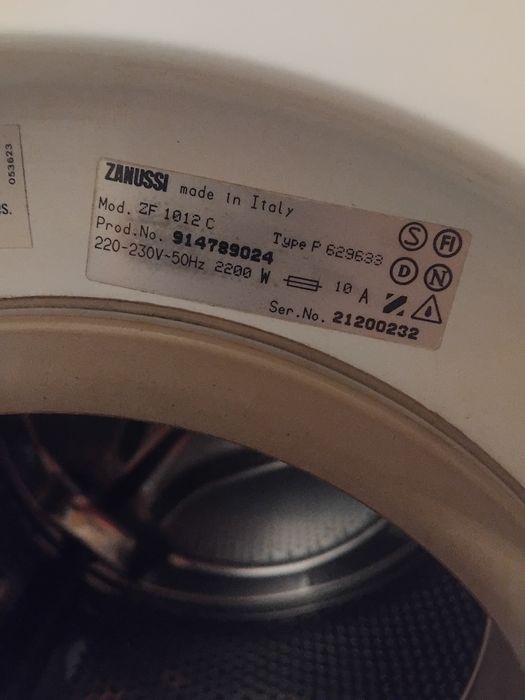 053623
s.
ZANUSSI made in Italy
Mod. ZF 1012 C Type P 629633
Prod.No. 914789024
220-230V~50Hz 2200 W 10 A
Ser.No. 21200232
S FI
D N